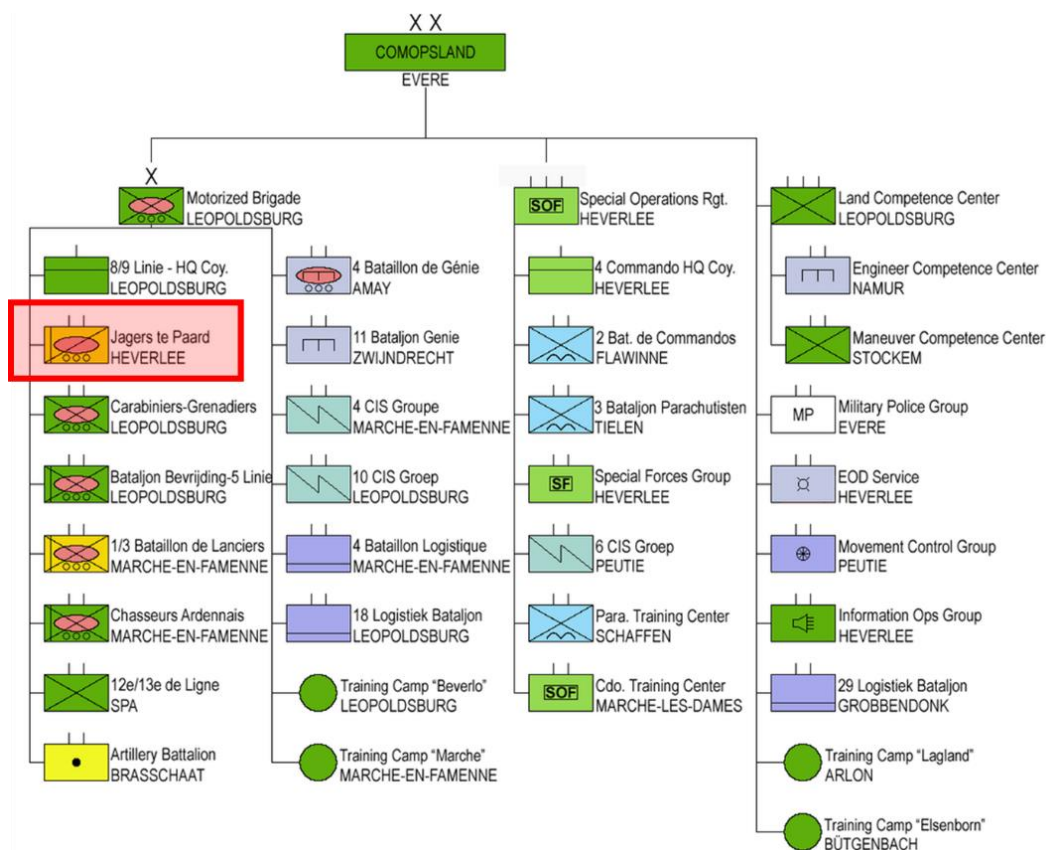 X X
COMOPSLAND
EVERE
X
Motorized Brigade
LEOPOLDSBURG
8/9 Linie - HQ Coy.
LEOPOLDSBURG
Jagers te Paard
HEVERLEE
Carabiniers-Grenadiers
LEOPOLDSBURG
Bataljon Bevrijding-5 Linie
LEOPOLDSBURG
1/3 Bataillon de Lanciers
MARCHE-EN-FAMENNE
Chasseurs Ardennais
MARCHE-EN-FAMENNE
12e/13e de Ligne
SPA
Artillery Battalion
BRASSCHAAT
4 Bataillon de Génie
AMAY
11 Bataljon Genie
ZWIJNDRECHT
4 CIS Groupe
MARCHE-EN-FAMENNE
10 CIS Groep
LEOPOLDSBURG
4 Bataillon Logistique
MARCHE-EN-FAMENNE
18 Logistiek Bataljon
LEOPOLDSBURG
Training Camp "Beverlo"
LEOPOLDSBURG
Training Camp "Marche"
MARCHE-EN-FAMENNE
SOF
Special Operations Rgt.
HEVERLEE
4 Commando HQ Coy.
HEVERLEE
2 Bat. de Commandos
FLAWINNE
3 Bataljon Parachutisten
TIELEN
SF
Special Forces Group
HEVERLEE
6 CIS Groep
PEUTIE
Para. Training Center
SCHAFFEN
SOF
Cdo. Training Center
MARCHE-LES-DAMES
Land Competence Center
LEOPOLDSBURG
Engineer Competence Center
NAMUR
Maneuver Competence Center
STOCKEM
MP
Military Police Group
EVERE
EOD Service
HEVERLEE
Movement Control Group
PEUTIE
Information Ops Group
HEVERLEE
29 Logistiek Bataljon
GROBBENDONK
Training Camp "Lagland"
ARLON
Training Camp "Elsenborn"
BÜTGENBACH